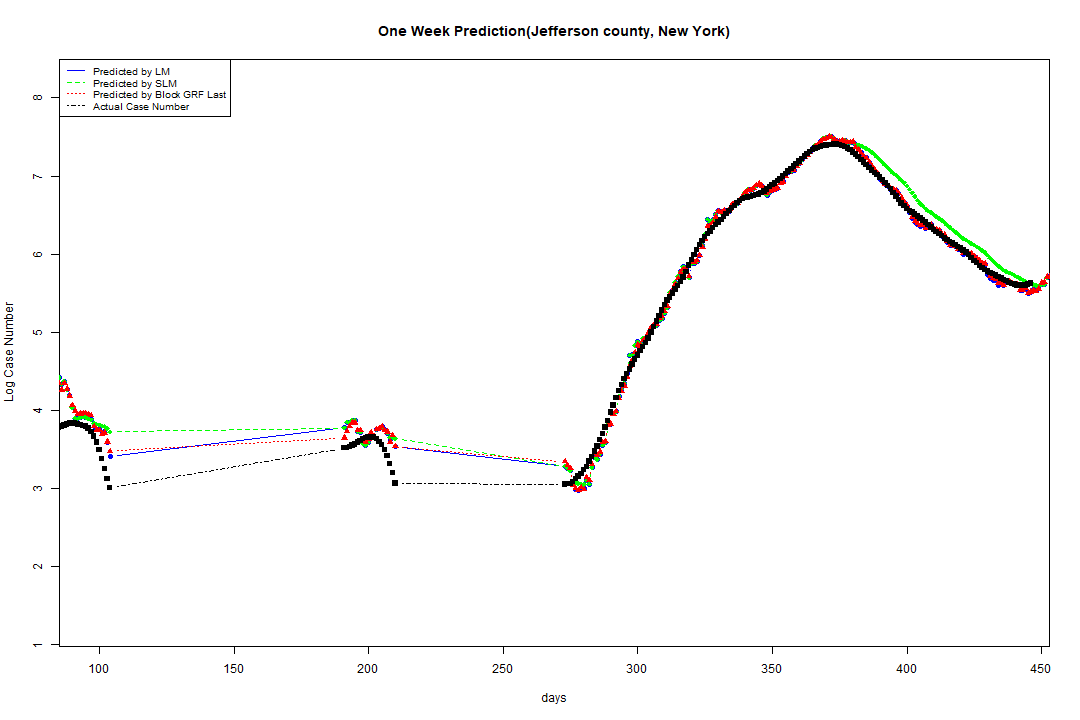 One Week Prediction(Jefferson county, New York)
Predicted by LM
Predicted by SLM
Predicted by Block GRF Last
Actual Case Number
8
7
6
5
4
3
2
1
Log Case Number
100 150 200 250 300 350 400 450
days